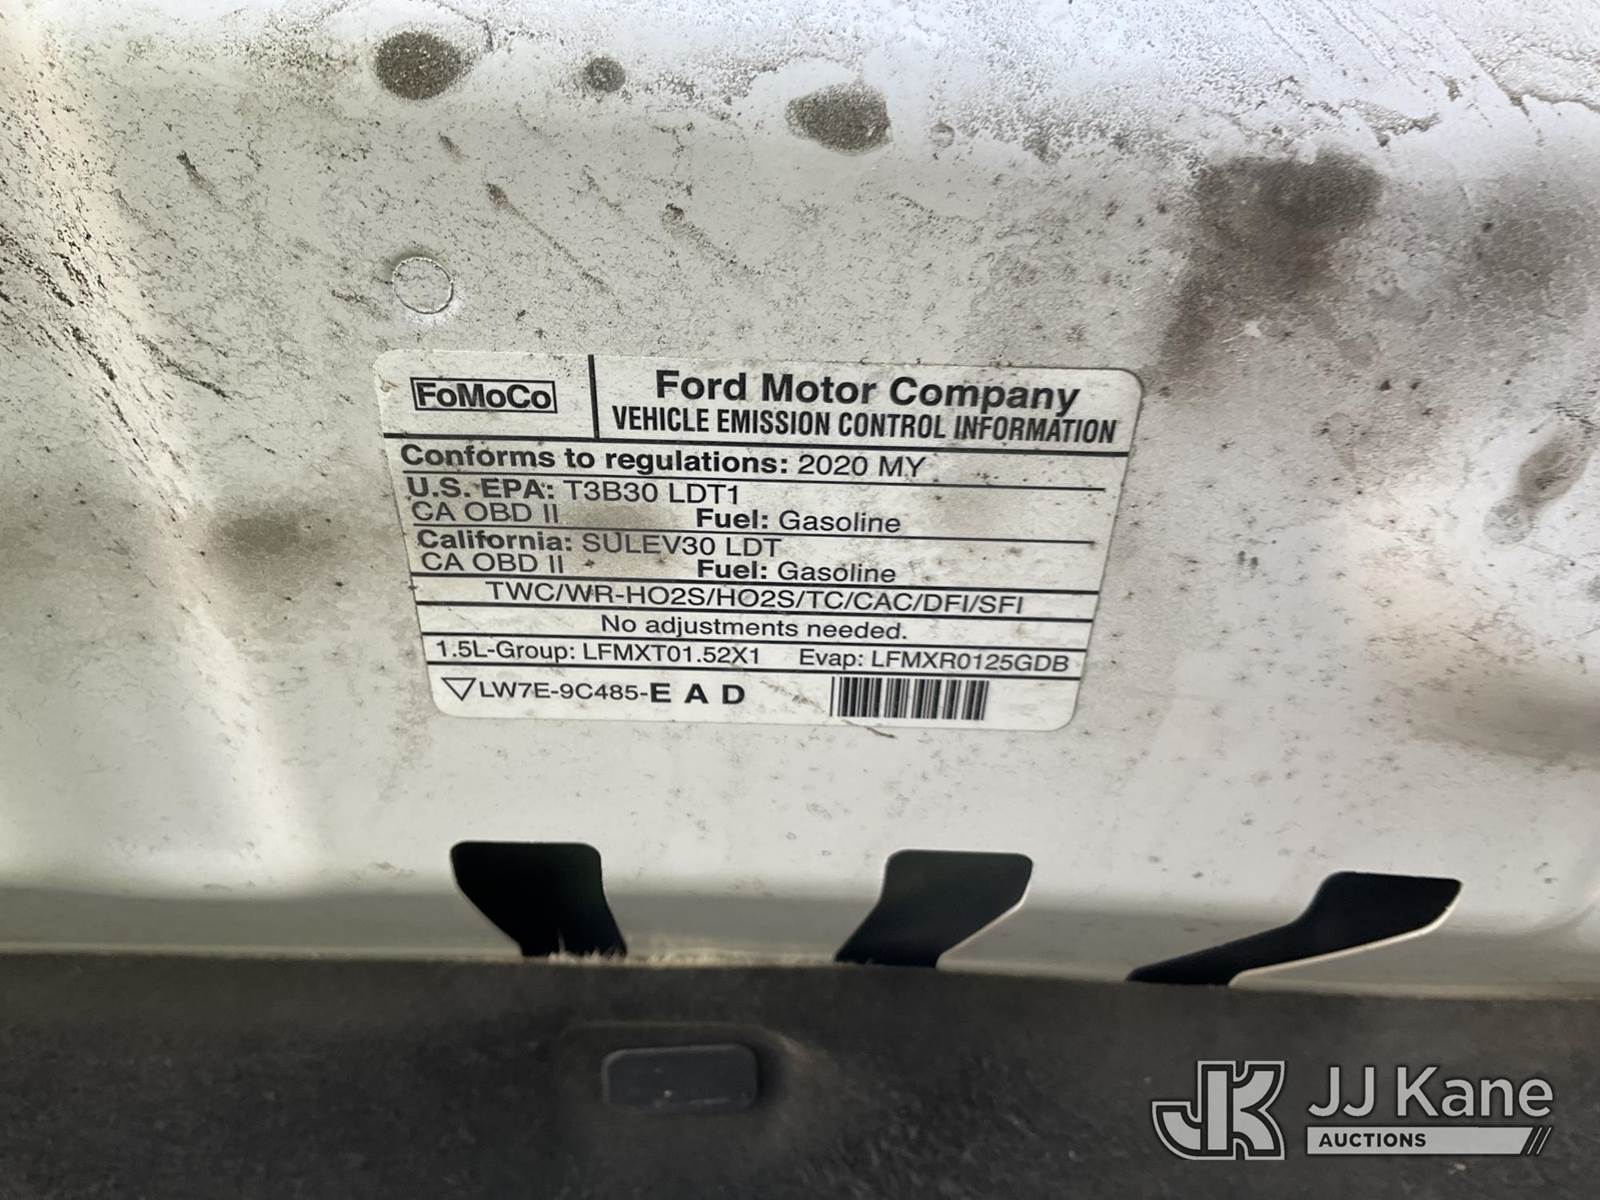 FoMoCo
Ford Motor Company
VEHICLE EMISSION CONTROL INFORMATION
Conforms to regulations: 2020 MY
U.S. EPA: T3B30 LDT1
CA OBD II Fuel: Gasoline
California: SULEV30 LDT
CA OBD II Fuel: Gasoline
TWC/WR-HO2S/HO2S/TC/CAC/DFI/SFI
No adjustments needed.
1.5L-Group: LFMXT01.52X1 Evap: LFMXR0125GDB
LW7E-9C485-E A D
JK JJ Kane
AUCTIONS